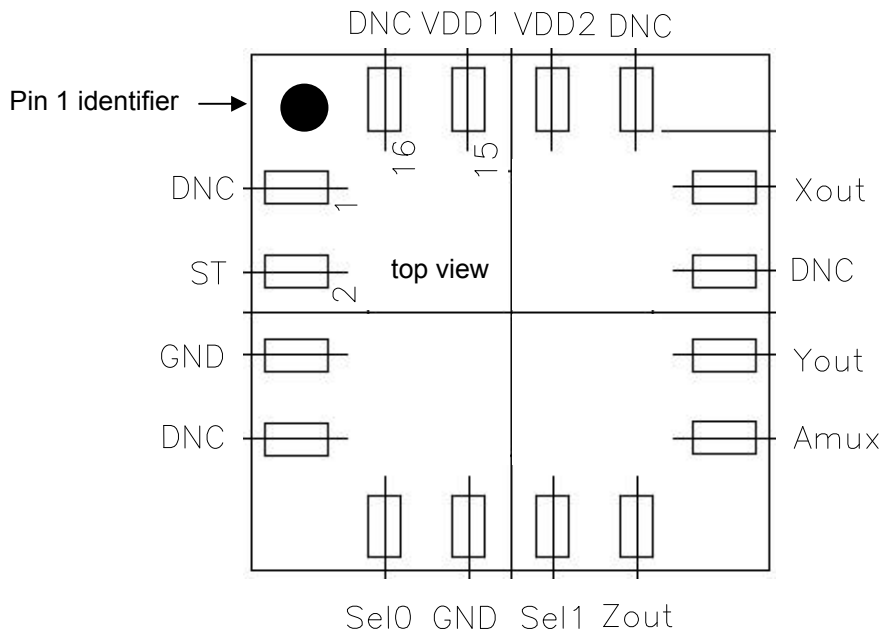 DNC VDD1 VDD2 DNC
Pin 1 identifier
16 15
DNC 1 Xout
ST 2 top view DNC
GND Yout
DNC Amux
Sel0 GND Sel1 Zout